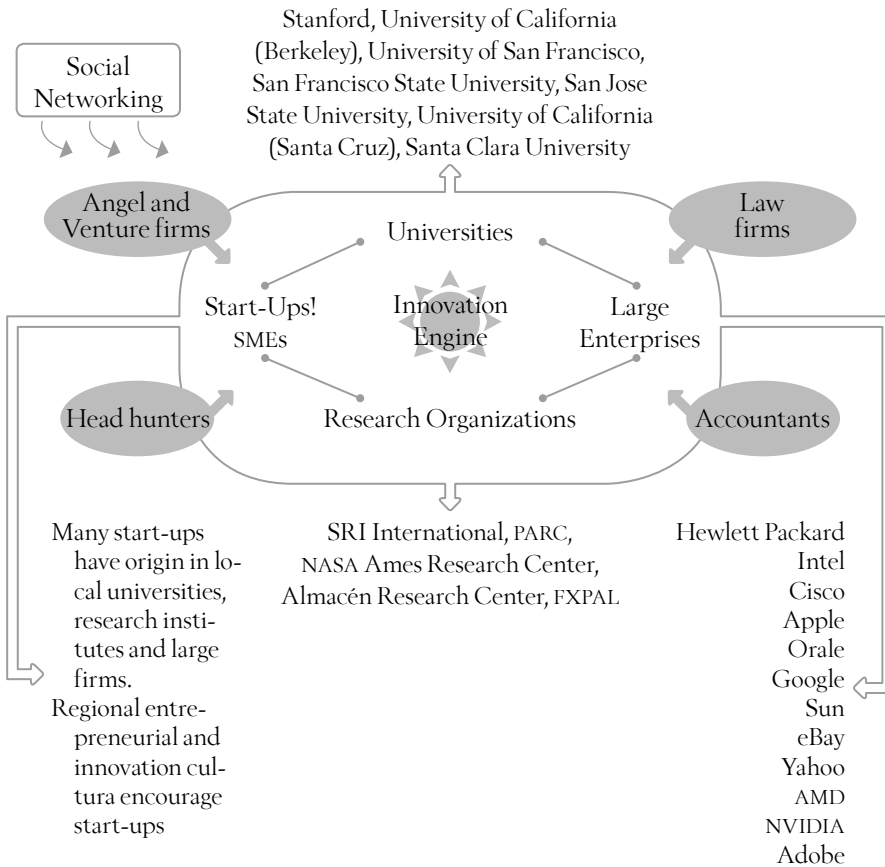 Stanford, University of California
(Berkeley), University of San Francisco,
San Francisco State University, San Jose
State University, University of California
(Santa Cruz), Santa Clara University
Social
Networking
Angel and
Venture firms
Law
firms
Universities
Start-Ups!
SMEs
Innovation
Engine
Large
Enterprises
Head hunters
Research Organizations
Accountants
Many start-ups
have origin in lo-
cal universities,
research insti-
tutes and large
firms.
Regional entre-
preneurial and
innovation cul-
tura encourage
start-ups
SRI International, PARC,
NASA Ames Research Center,
Almacén Research Center, FXPAL
Hewlett Packard
Intel
Cisco
Apple
Orale
Google
Sun
eBay
Yahoo
AMD
NVIDIA
Adobe